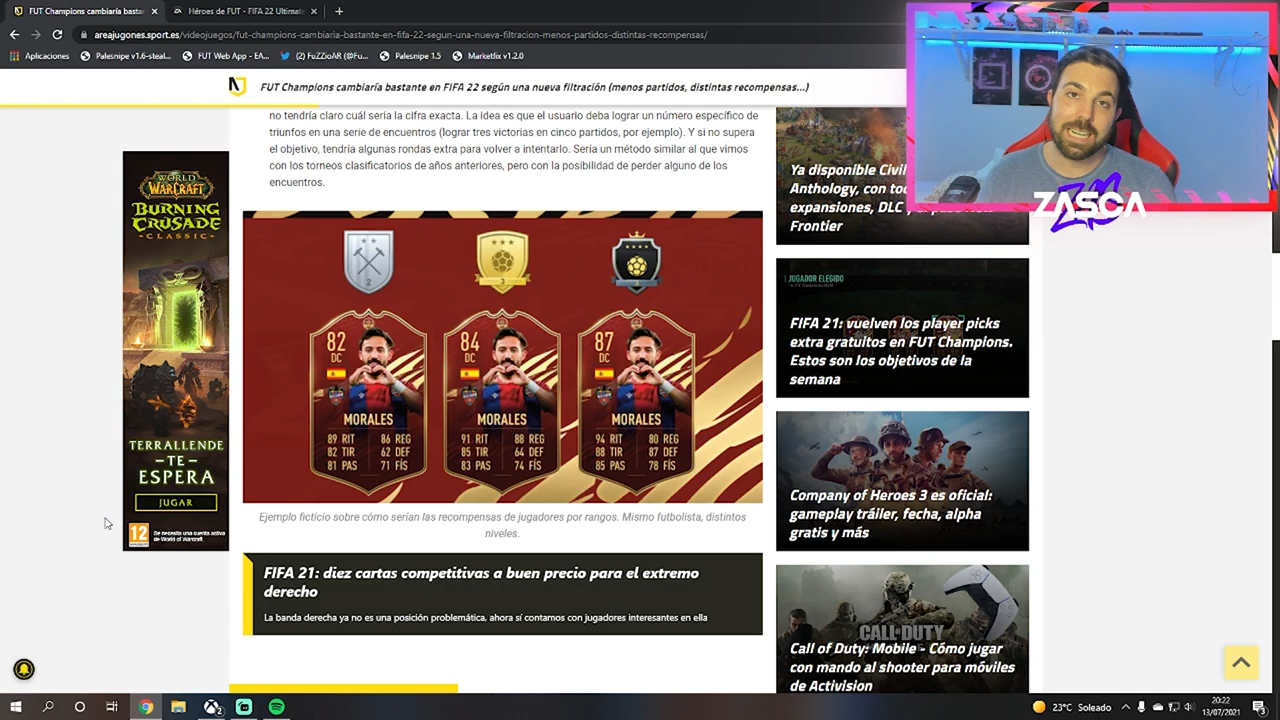 FUT Champions cambiaría basta
Héroes de FUT - FIFA 22 Ultimat
areajugones.sport.es/videojuegos/fut-champions-cambiaria-bastante-en-fifa-22-segun-una-nueva-filtracion-menos-partidos-distintas-recompensas/
Aplicaciones
Palesnipe v1.6-steal...
FUT Web App - EA...
(2) FuZzioAR (@
Palesnipe 1.5
Marketlix v1.2.0
FUT Champions cambiaría bastante en FIFA 22 según una nueva filtración (menos partidos, distintas recompensas...)
no tendría claro cuál sería la cifra exacta. La idea es que el usuario deba lograr un número específico de
triunfos en una serie de encuentros (lograr tres victorias en cinco partidos, por ejemplo). Y si no supera
el objetivo, tendría algunas rondas extra para volver a intentarlo. Sería un método similar al que vimos
con los torneos clasificatorios de años anteriores, pero con la posibilidad de perder alguno de los
encuentros.
WORLD
WARCRAFT
BURNING
CRUSADE
CLASSIC
TERRALLENDE
-TE-
ESPERA
JUGAR
12
Se necesita una cuenta activa
de World of Warcraft.
2
3
82
DC
MORALES
89 RIT 86 REG
82 TIR 62 DEF
81 PAS 71 FÍS
84
DC
MORALES
91 RIT 88 REG
85 TIR 64 DEF
83 PAS 74 FÍS
87
DC
MORALES
94 RIT 80 REG
88 TIR 87 DEF
85 PAS 78 FÍS
Ejemplo ficticio sobre cómo serían las recompensas de jugadores por rangos. Mismo futbolista, distintos
niveles.
FIFA 21: diez cartas competitivas a buen precio para el extremo
derecho
La banda derecha ya no es una posición problemática, ahora sí contamos con jugadores interesantes en ella
Ya disponible Civil
Anthology, con to
expansiones, DLC y
Frontier
JUGADOR ELEGIDO
FIFA 21: vuelven los player picks
extra gratuitos en FUT Champions.
Estos son los objetivos de la
semana
Company of Heroes 3 es oficial:
gameplay tráiler, fecha, alpha
gratis y más
CALL OF DUTY
Call of Duty: Mobile - Cómo jugar
con mando al shooter para móviles
de Activision
ZASCA
2
23°C Soleado
20:22
13/07/2021
3